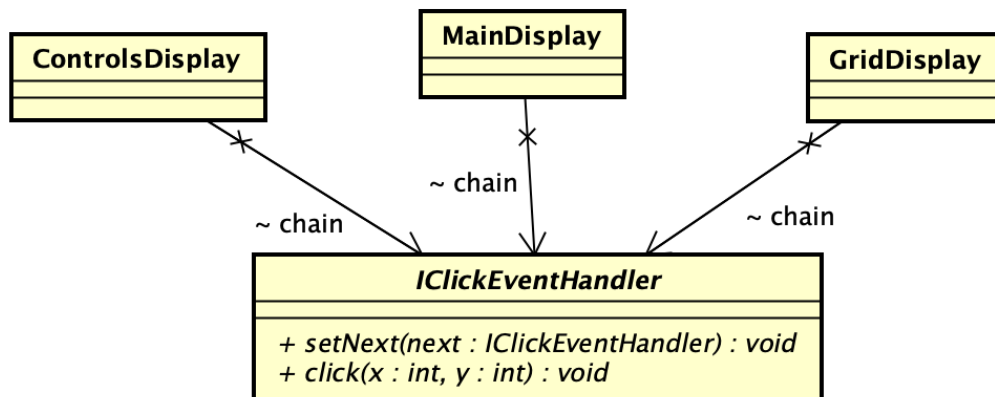 ControlsDisplay
MainDisplay
GridDisplay
~ chain
~ chain
~ chain
IClickEventHandler
+ setNext(next : IClickEventHandler) : void
+ click(x : int, y : int) : void